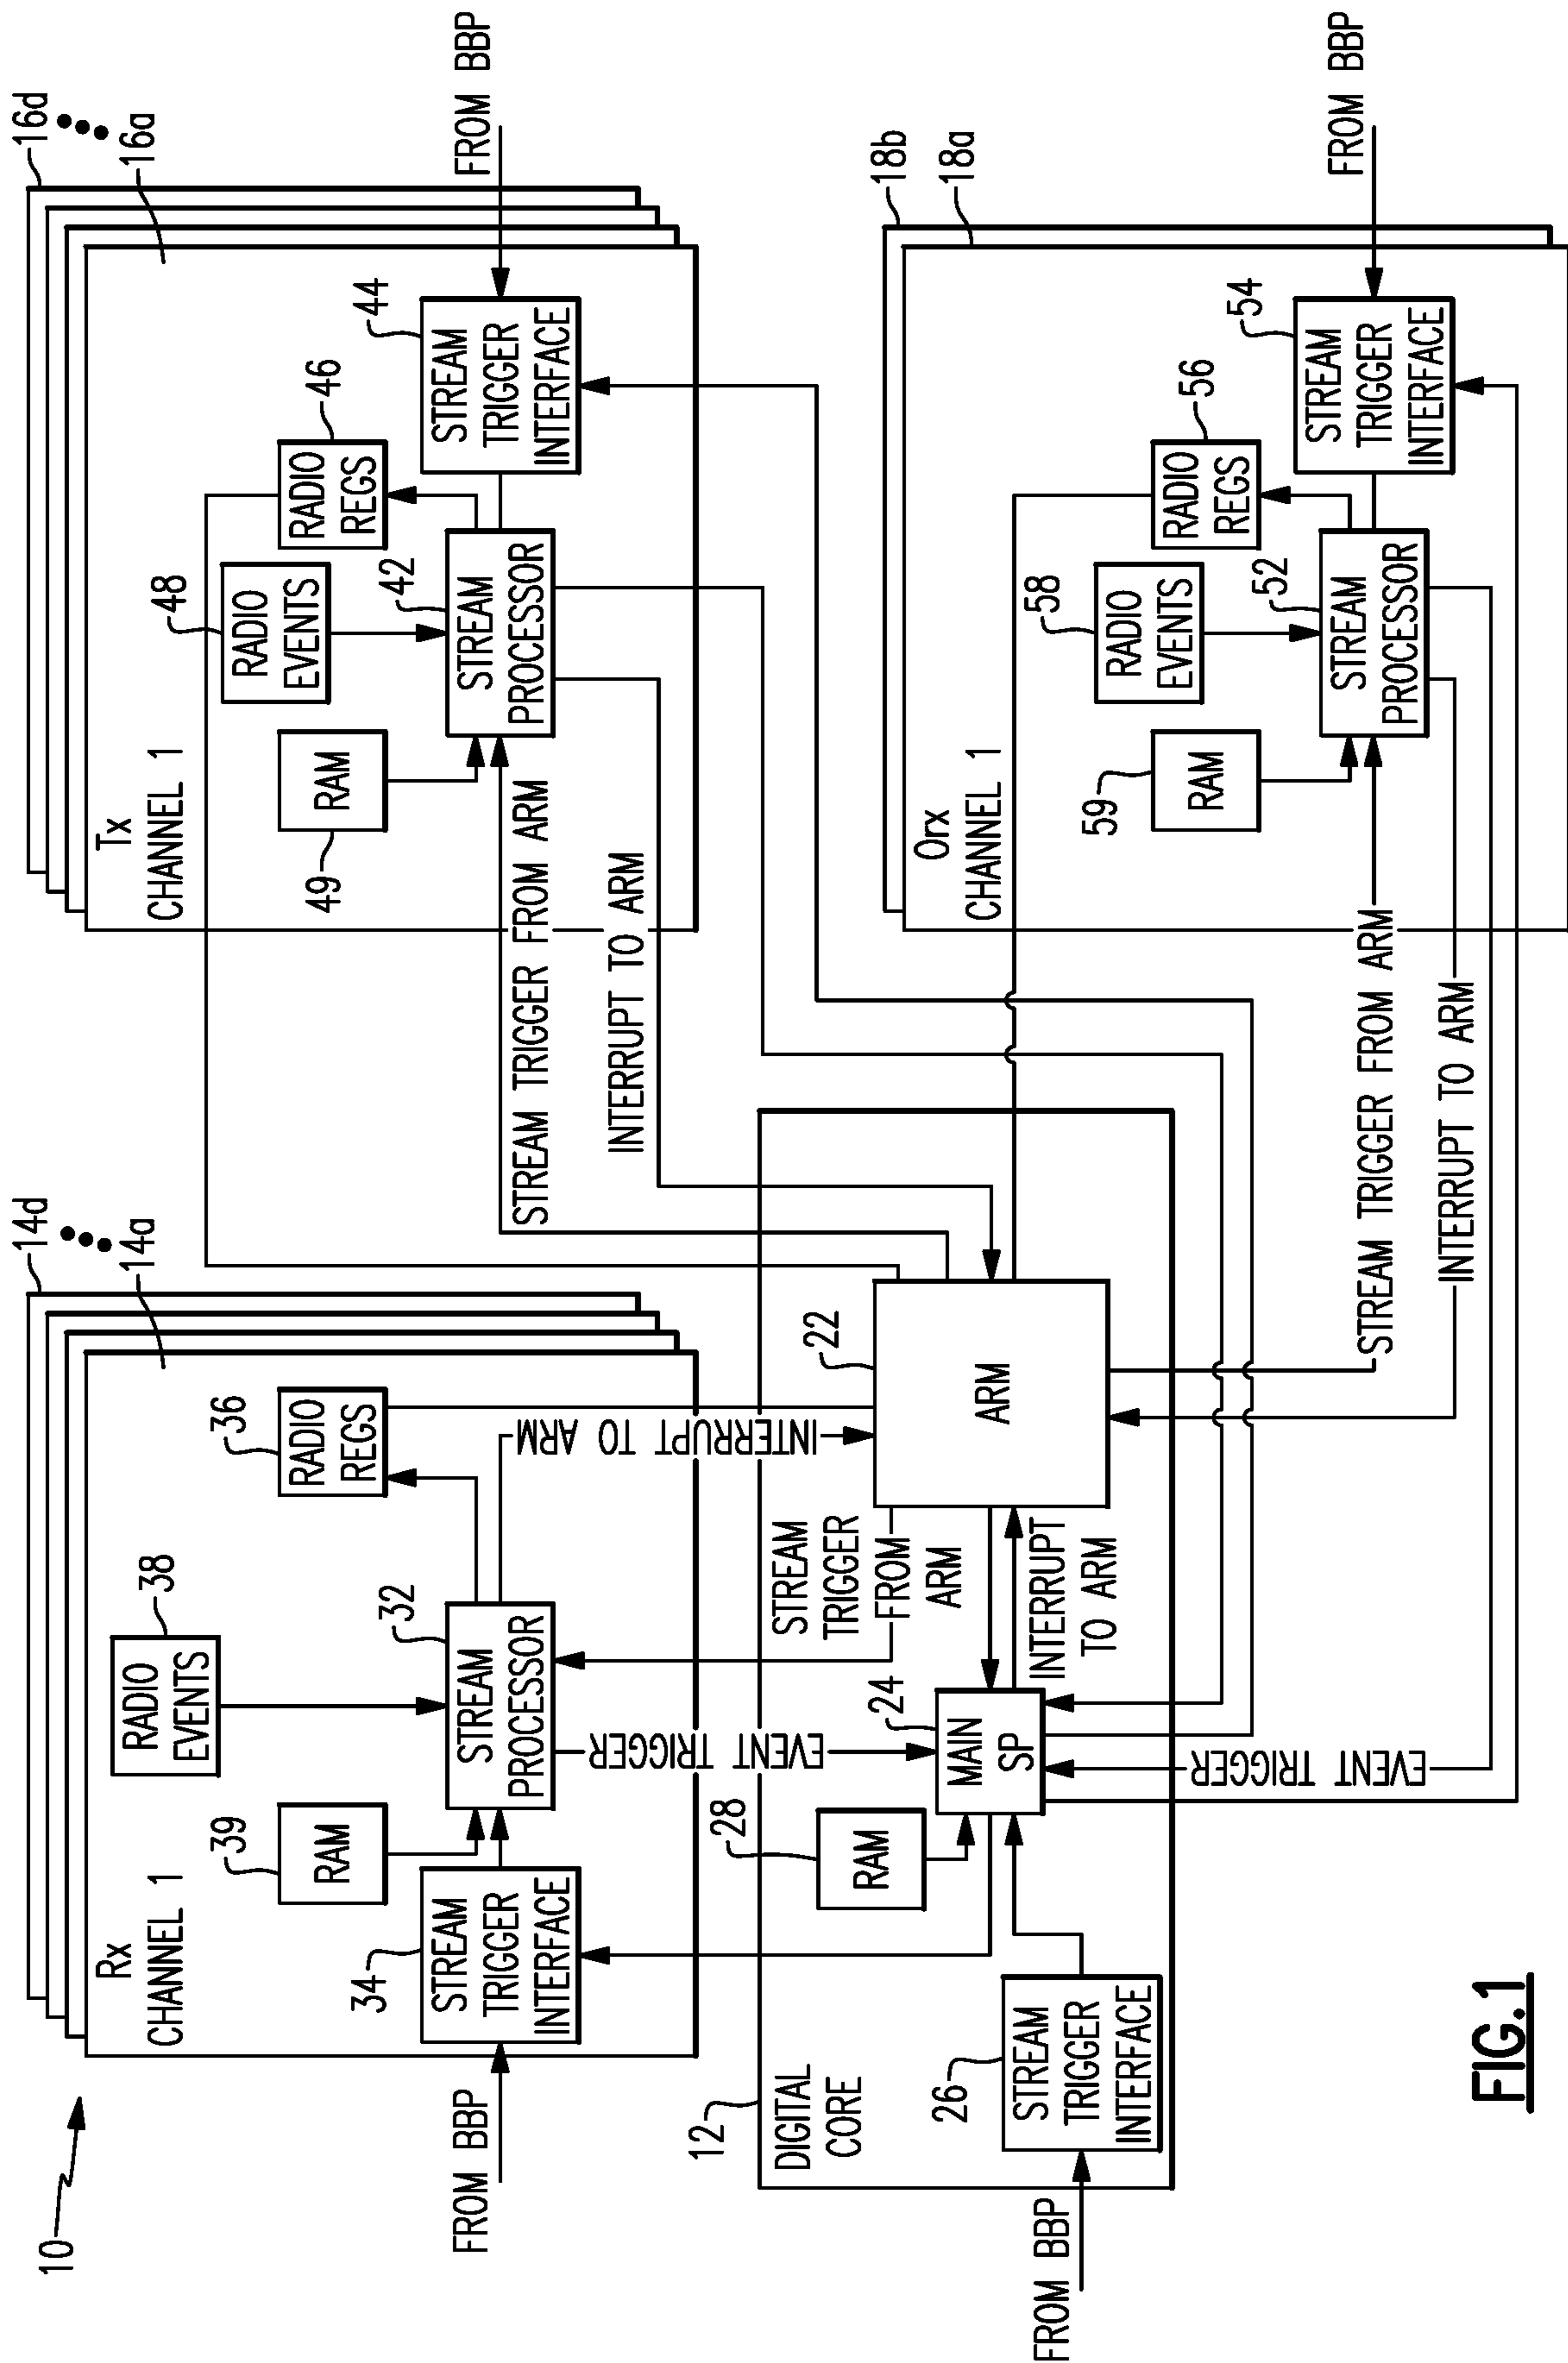 10
Rx
CHANNEL 1
14d
14a
RADIO
EVENTS
38
RAM
39
RADIO
REGS
36
STREAM
PROCESSOR
32
STREAM
TRIGGER
INTERFACE
34
FROM BBP
INTERRUPT TO ARM
EVENT TRIGGER
STREAM
TRIGGER
FROM
ARM
12
DIGITAL
CORE
RAM
28
MAIN
SP
24
ARM
22
INTERRUPT
TO ARM
STREAM
TRIGGER
INTERFACE
26
FROM BBP
EVENT TRIGGER
Tx
CHANNEL 1
16d
16a
RADIO
EVENTS
48
RAM
49
RADIO
REGS
46
STREAM
PROCESSOR
42
STREAM
TRIGGER
INTERFACE
44
FROM BBP
STREAM TRIGGER FROM ARM
INTERRUPT TO ARM
Orx
CHANNEL 1
18b
18a
RADIO
EVENTS
58
RAM
59
RADIO
REGS
56
STREAM
PROCESSOR
52
STREAM
TRIGGER
INTERFACE
54
FROM BBP
STREAM TRIGGER FROM ARM
INTERRUPT TO ARM
FIG.1